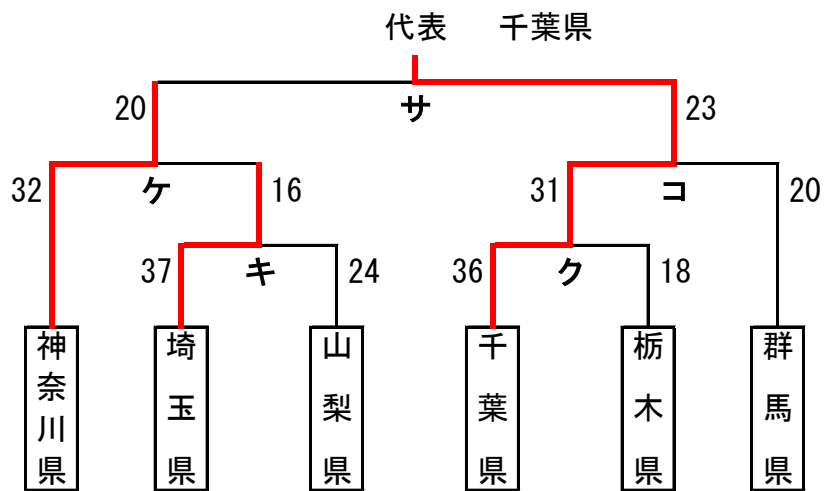 代表 千葉県
20 サ 23
32 ケ 16 31 コ 20
37 キ 24 36 ク 18
神奈川県
埼玉県
山梨県
千葉県
栃木県
群馬県